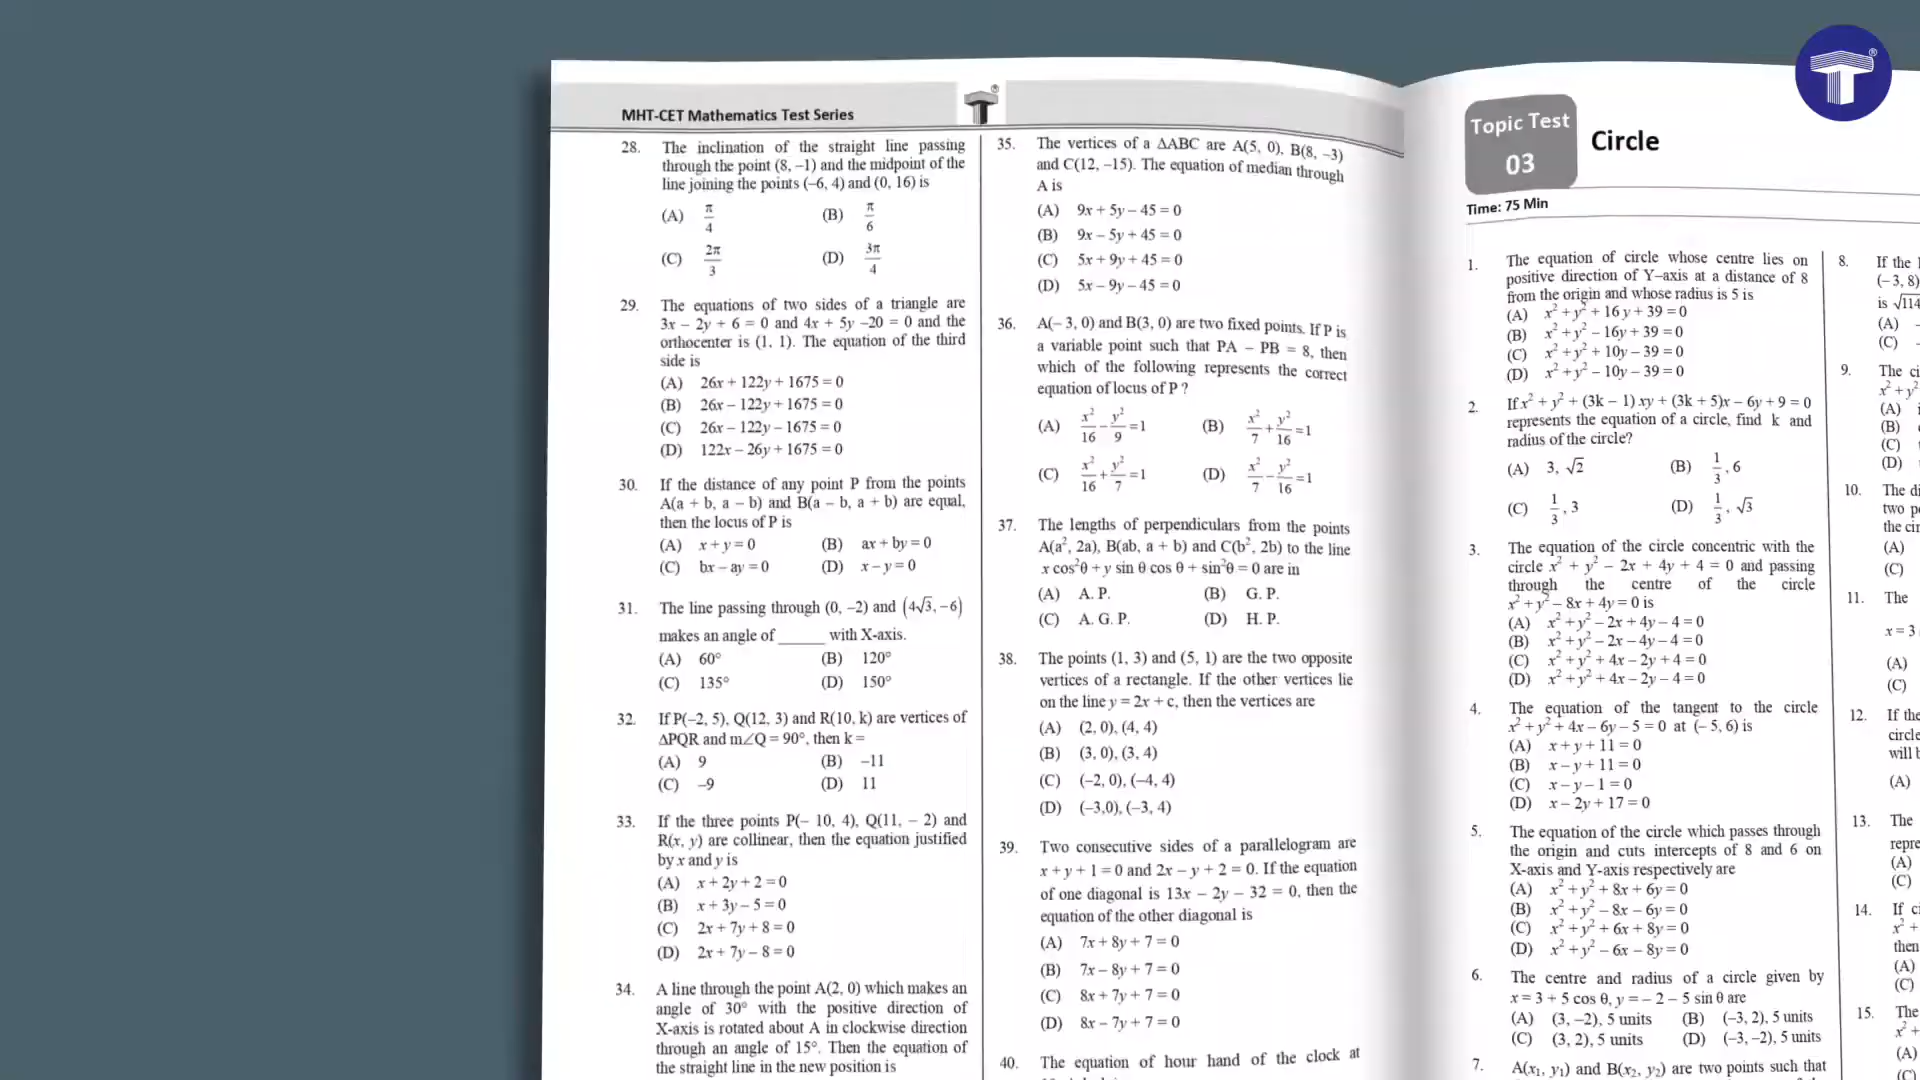 MHT-CET Mathematics Test Series
28. The inclination of the straight line passing
through the point (8, –1) and the midpoint of the
line joining the points (–6, 4) and (0, 16) is
(A) π/4 (B) π/6
(C) 2π/3 (D) 3π/4
29. The equations of two sides of a triangle are
3x – 2y + 6 = 0 and 4x + 5y –20 = 0 and the
orthocenter is (1, 1). The equation of the third
side is
(A) 26x + 122y + 1675 = 0
(B) 26x – 122y + 1675 = 0
(C) 26x – 122y – 1675 = 0
(D) 122x – 26y + 1675 = 0
30. If the distance of any point P from the points
A(a + b, a – b) and B(a – b, a + b) are equal,
then the locus of P is
(A) x + y = 0 (B) ax + by = 0
(C) bx – ay = 0 (D) x – y = 0
31. The line passing through (0, –2) and (4√3, –6)
makes an angle of ______ with X-axis.
(A) 60° (B) 120°
(C) 135° (D) 150°
32. If P(–2, 5), Q(12, 3) and R(10, k) are vertices of
ΔPQR and m∠Q = 90°, then k =
(A) 9 (B) –11
(C) –9 (D) 11
33. If the three points P(– 10, 4), Q(11, – 2) and
R(x, y) are collinear, then the equation justified
by x and y is
(A) x + 2y + 2 = 0
(B) x + 3y – 5 = 0
(C) 2x + 7y + 8 = 0
(D) 2x + 7y – 8 = 0
34. A line through the point A(2, 0) which makes an
angle of 30° with the positive direction of
X-axis is rotated about A in clockwise direction
through an angle of 15°. Then the equation of
the straight line in the new position is
35. The vertices of a ΔABC are A(5, 0), B(8, –3)
and C(12, –15). The equation of median through
A is
(A) 9x + 5y – 45 = 0
(B) 9x – 5y + 45 = 0
(C) 5x + 9y + 45 = 0
(D) 5x – 9y – 45 = 0
36. A(– 3, 0) and B(3, 0) are two fixed points. If P is
a variable point such that PA – PB = 8, then
which of the following represents the correct
equation of locus of P ?
(A) x²/16 – y²/9 = 1 (B) x²/7 + y²/16 = 1
(C) x²/16 + y²/7 = 1 (D) x²/7 – y²/16 = 1
37. The lengths of perpendiculars from the points
A(a², 2a), B(ab, a + b) and C(b², 2b) to the line
x cos²θ + y sin θ cos θ + sin²θ = 0 are in
(A) A. P. (B) G. P.
(C) A. G. P. (D) H. P.
38. The points (1, 3) and (5, 1) are the two opposite
vertices of a rectangle. If the other vertices lie
on the line y = 2x + c, then the vertices are
(A) (2, 0), (4, 4)
(B) (3, 0), (3, 4)
(C) (–2, 0), (–4, 4)
(D) (–3,0), (–3, 4)
39. Two consecutive sides of a parallelogram are
x + y + 1 = 0 and 2x – y + 2 = 0. If the equation
of one diagonal is 13x – 2y – 32 = 0, then the
equation of the other diagonal is
(A) 7x + 8y + 7 = 0
(B) 7x – 8y + 7 = 0
(C) 8x + 7y + 7 = 0
(D) 8x – 7y + 7 = 0
40. The equation of hour hand of the clock at
Topic Test
03
Circle
Time: 75 Min
1. The equation of circle whose centre lies on
positive direction of Y–axis at a distance of 8
from the origin and whose radius is 5 is
(A) x² + y² + 16 y + 39 = 0
(B) x² + y² – 16y + 39 = 0
(C) x² + y² + 10y – 39 = 0
(D) x² + y² – 10y – 39 = 0
2. If x² + y² + (3k – 1) xy + (3k + 5)x – 6y + 9 = 0
represents the equation of a circle, find k and
radius of the circle?
(A) 3, √2 (B) 1/3, 6
(C) 1/3, 3 (D) 1/3, √3
3. The equation of the circle concentric with the
circle x² + y² – 2x + 4y + 4 = 0 and passing
through the centre of the circle
x² + y² – 8x + 4y = 0 is
(A) x² + y² – 2x + 4y – 4 = 0
(B) x² + y² – 2x – 4y – 4 = 0
(C) x² + y² + 4x – 2y + 4 = 0
(D) x² + y² + 4x – 2y – 4 = 0
4. The equation of the tangent to the circle
x² + y² + 4x – 6y – 5 = 0 at (– 5, 6) is
(A) x + y + 11 = 0
(B) x – y + 11 = 0
(C) x – y – 1 = 0
(D) x – 2y + 17 = 0
5. The equation of the circle which passes through
the origin and cuts intercepts of 8 and 6 on
X-axis and Y-axis respectively are
(A) x² + y² + 8x + 6y = 0
(B) x² + y² – 8x – 6y = 0
(C) x² + y² + 6x + 8y = 0
(D) x² + y² – 6x – 8y = 0
6. The centre and radius of a circle given by
x = 3 + 5 cos θ, y = – 2 – 5 sin θ are
(A) (3, –2), 5 units (B) (–3, 2), 5 units
(C) (3, 2), 5 units (D) (–3, –2), 5 units
7. A(x₁, y₁) and B(x₂, y₂) are two points such that
8. If the
(– 3, 8)
is √114
(A)
(C)
9. The
x² + y²
(A)
(B)
(C)
(D)
10. The
two
the
(A)
(C)
11. The
x = 3
(A)
(C)
12. If the
circle
will
(A)
13. The
(A)
(C)
14. If
x² +
then
(A)
(C)
15. The
x² +
(A)
(C)